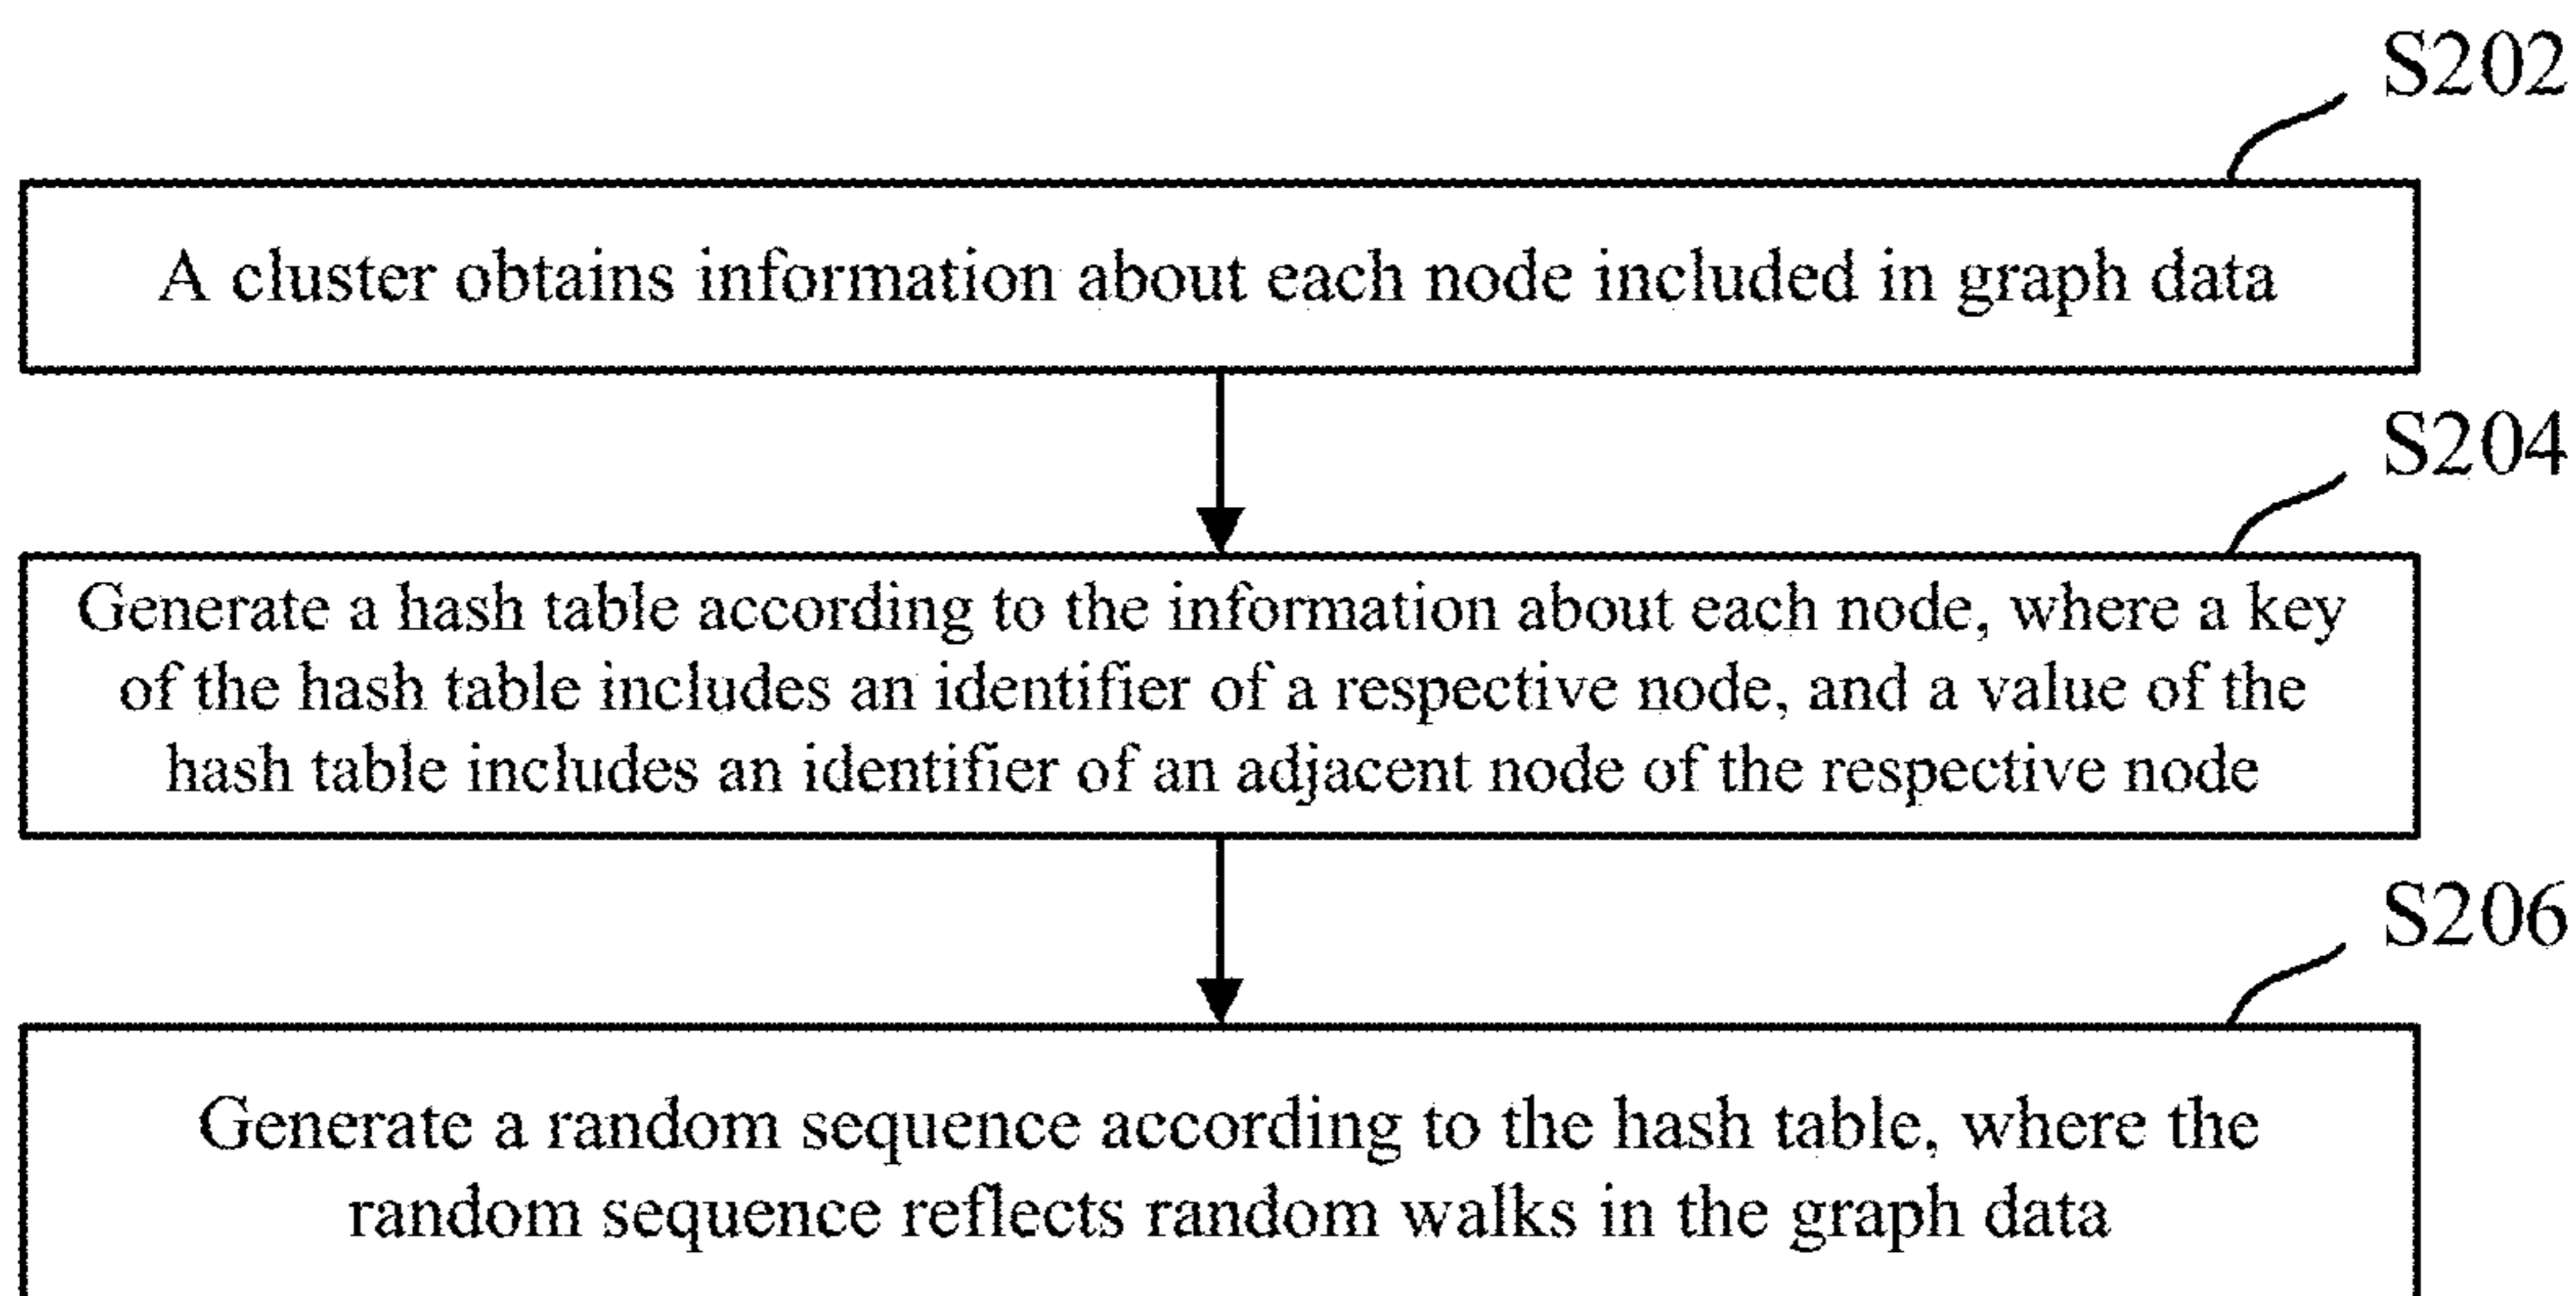 S202
A cluster obtains information about each node included in graph data
S204
Generate a hash table according to the information about each node, where a key
of the hash table includes an identifier of a respective node, and a value of the
hash table includes an identifier of an adjacent node of the respective node
S206
Generate a random sequence according to the hash table, where the
random sequence reflects random walks in the graph data